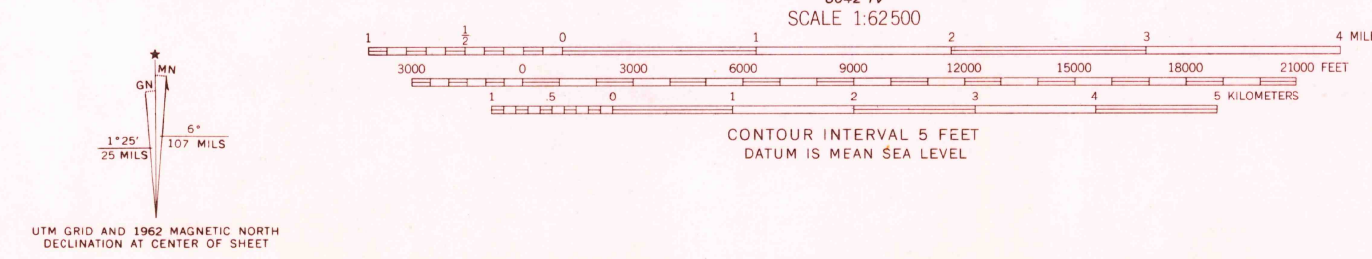 SCALE 1:62500
1 1/2 0 1 2 3 4
3000 0 3000 6000 9000 12000 15000 18000 21000 FEET
1 .5 0 1 2 3 4 5 KILOMETERS
CONTOUR INTERVAL 5 FEET
DATUM IS MEAN SEA LEVEL
★
MN
GN
1°25'
25 MILS
6°
107 MILS
UTM GRID AND 1962 MAGNETIC NORTH
DECLINATION AT CENTER OF SHEET